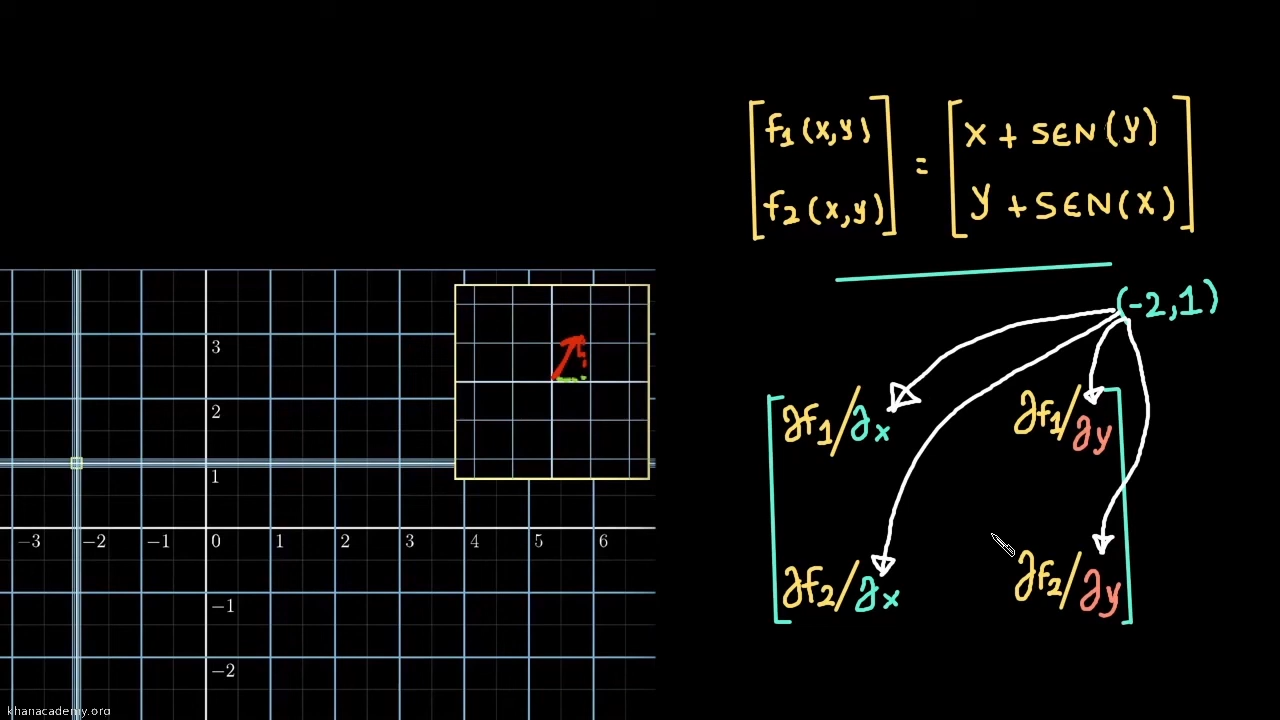 f1(x,y)
f2(x,y)
=
x + SEN(y)
y + SEN(x)
(-2,1)
∂f1/∂x ∂f1/∂y
∂f2/∂x ∂f2/∂y
3
2
1
−3 −2 −1 0 1 2 3 4 5 6
−1
−2
khanacademy.org